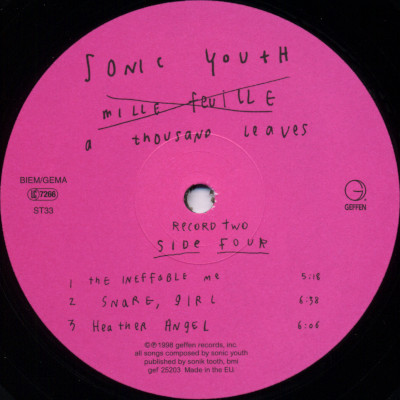 SONIC YOUTH
mille feuille
a thousand leaves
BIEM/GEMA
LC 7266
ST33
G
GEFFEN
RECORD TWO
SIDE FOUR
1 the INEFFABLE me 5:18
2 SNARE, GIRL 6:38
3 Heather ANGEL 6:06
©℗1998 geffen records, inc.
all songs composed by sonic youth
published by sonik tooth, bmi
gef 25203 Made in the EU